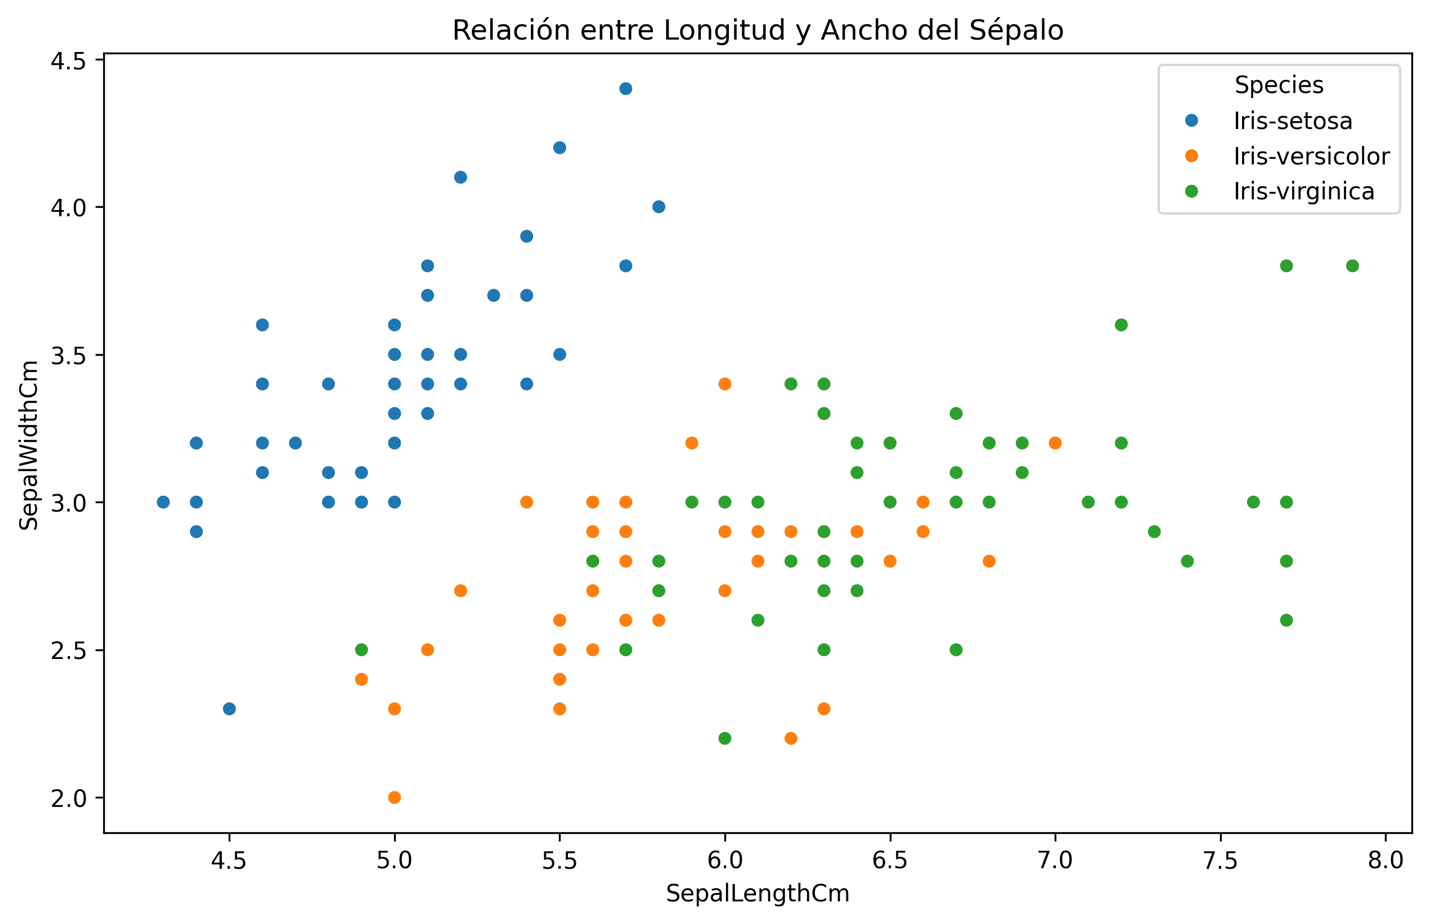 Relación entre Longitud y Ancho del Sépalo
Species
Iris-setosa
Iris-versicolor
Iris-virginica
SepalWidthCm
4.5
4.0
3.5
3.0
2.5
2.0
4.5 5.0 5.5 6.0 6.5 7.0 7.5 8.0
SepalLengthCm